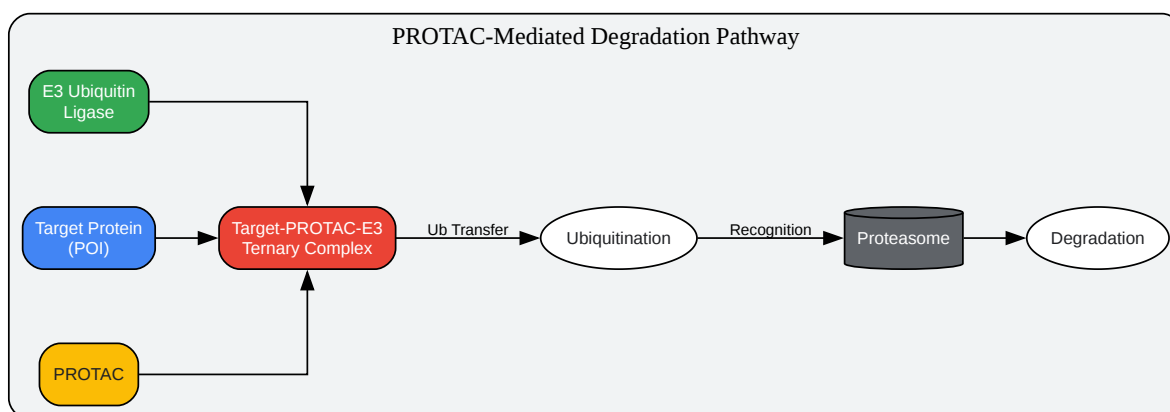 PROTAC-Mediated Degradation Pathway
E3 Ubiquitin
Ligase
Target Protein
(POI)
Target-PROTAC-E3
Ternary Complex
Ub Transfer
Ubiquitination
Recognition
Proteasome
Degradation
PROTAC